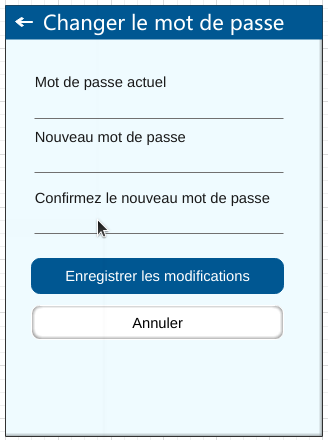 Changer le mot de passe
Mot de passe actuel
Nouveau mot de passe
Confirmez le nouveau mot de passe
Enregistrer les modifications
Annuler